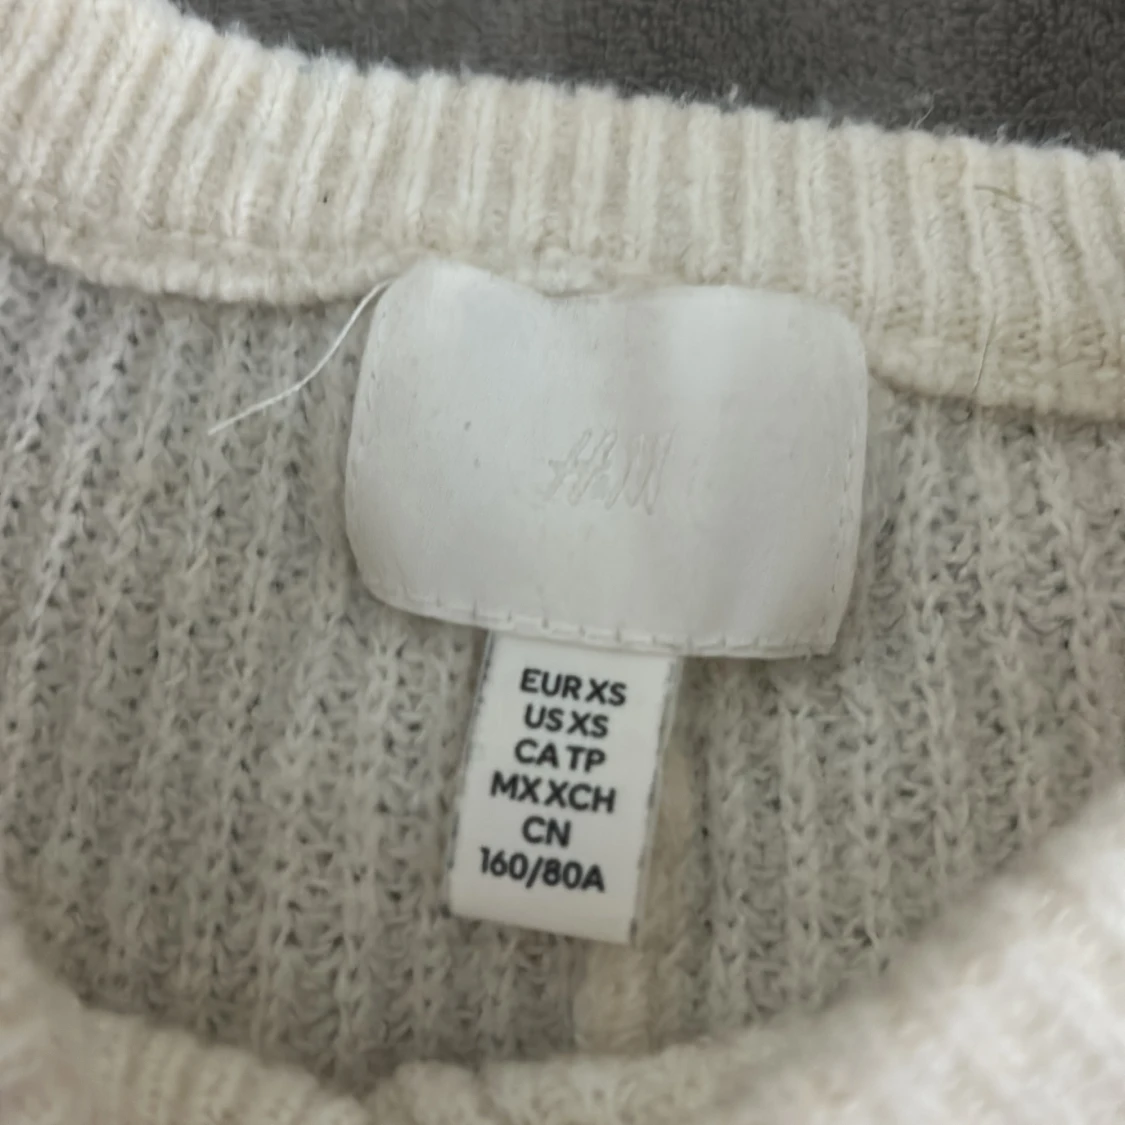 H&M
EUR XS
US XS
CA TP
MX XCH
CN
160/80A